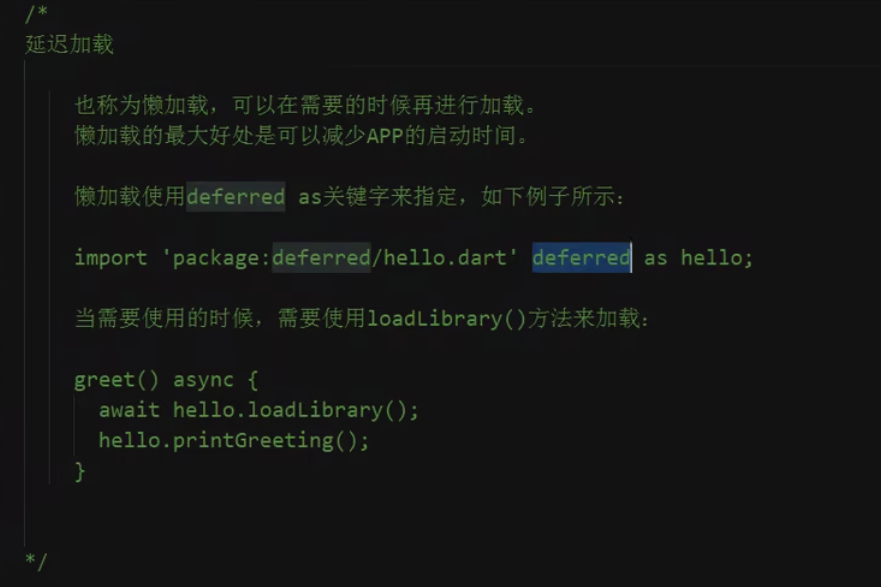 /*
延迟加载
也称为懒加载，可以在需要的时候再进行加载。
懒加载的最大好处是可以减少APP的启动时间。
懒加载使用deferred as关键字来指定，如下例子所示：
import 'package:deferred/hello.dart' deferred as hello;
当需要使用的时候，需要使用loadLibrary()方法来加载：
greet() async {
await hello.loadLibrary();
hello.printGreeting();
}
*/